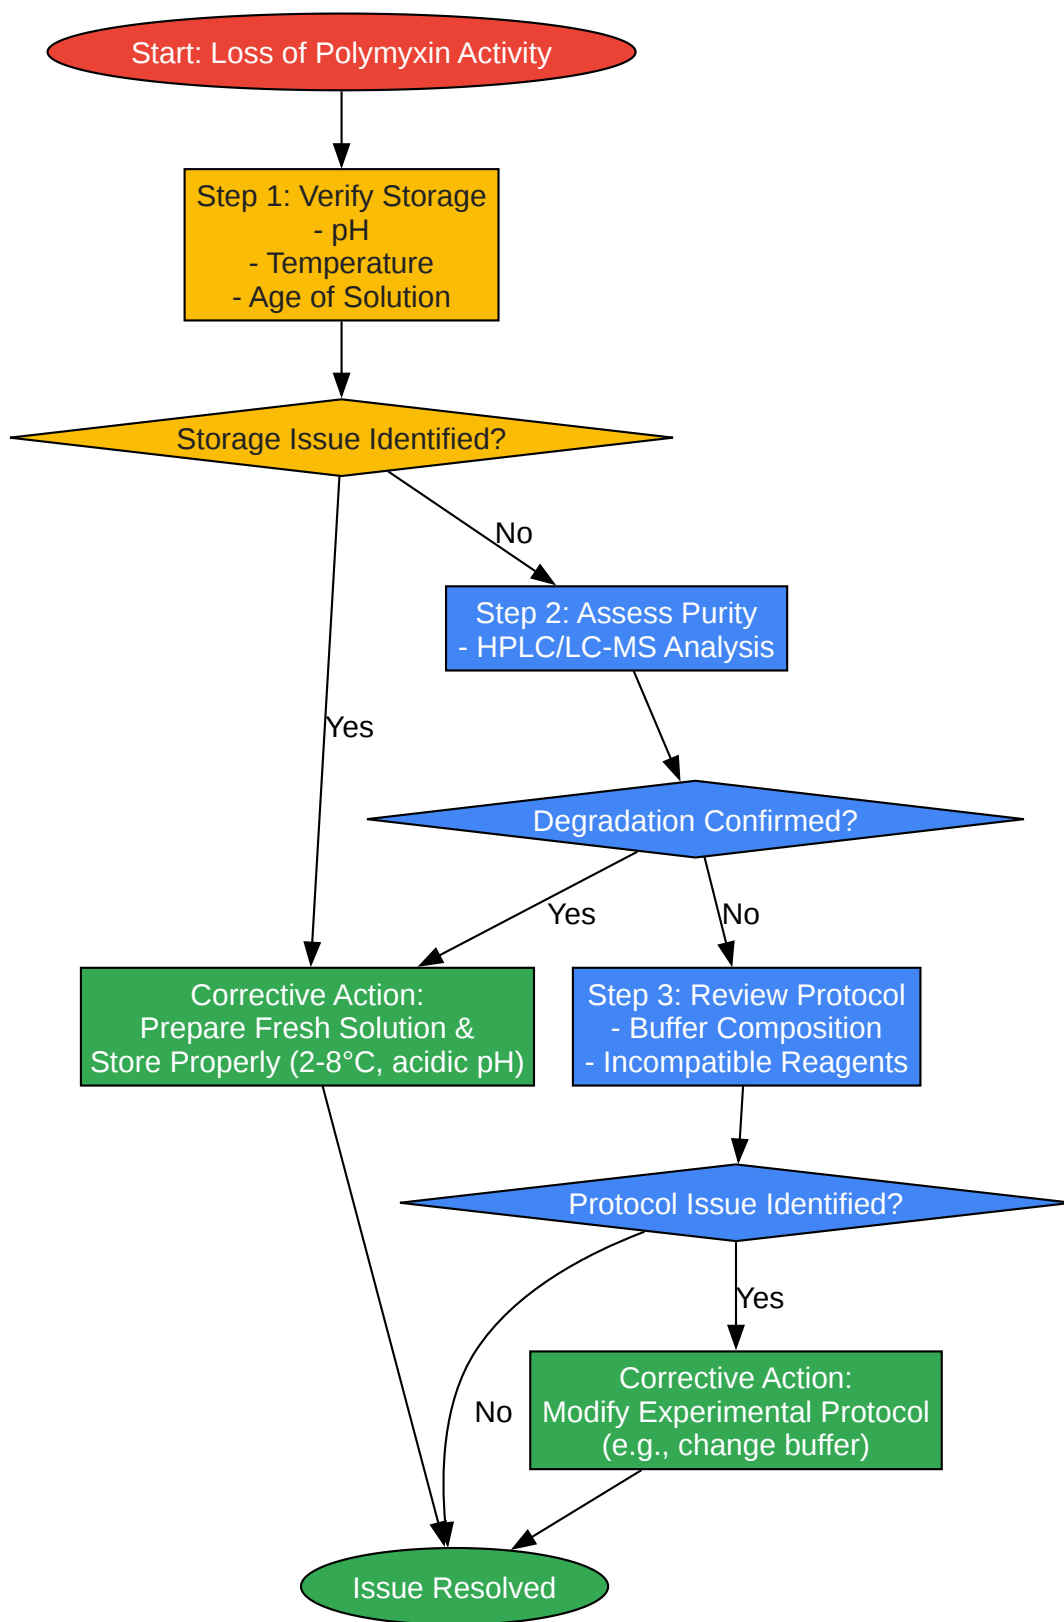 Start: Loss of Polymyxin Activity
Step 1: Verify Storage
- pH
- Temperature
- Age of Solution
Storage Issue Identified?
No
Step 2: Assess Purity
- HPLC/LC-MS Analysis
Yes
Degradation Confirmed?
Yes
No
Corrective Action:
Prepare Fresh Solution &
Store Properly (2-8°C, acidic pH)
Step 3: Review Protocol
- Buffer Composition
- Incompatible Reagents
Protocol Issue Identified?
Yes
No
Corrective Action:
Modify Experimental Protocol
(e.g., change buffer)
Issue Resolved